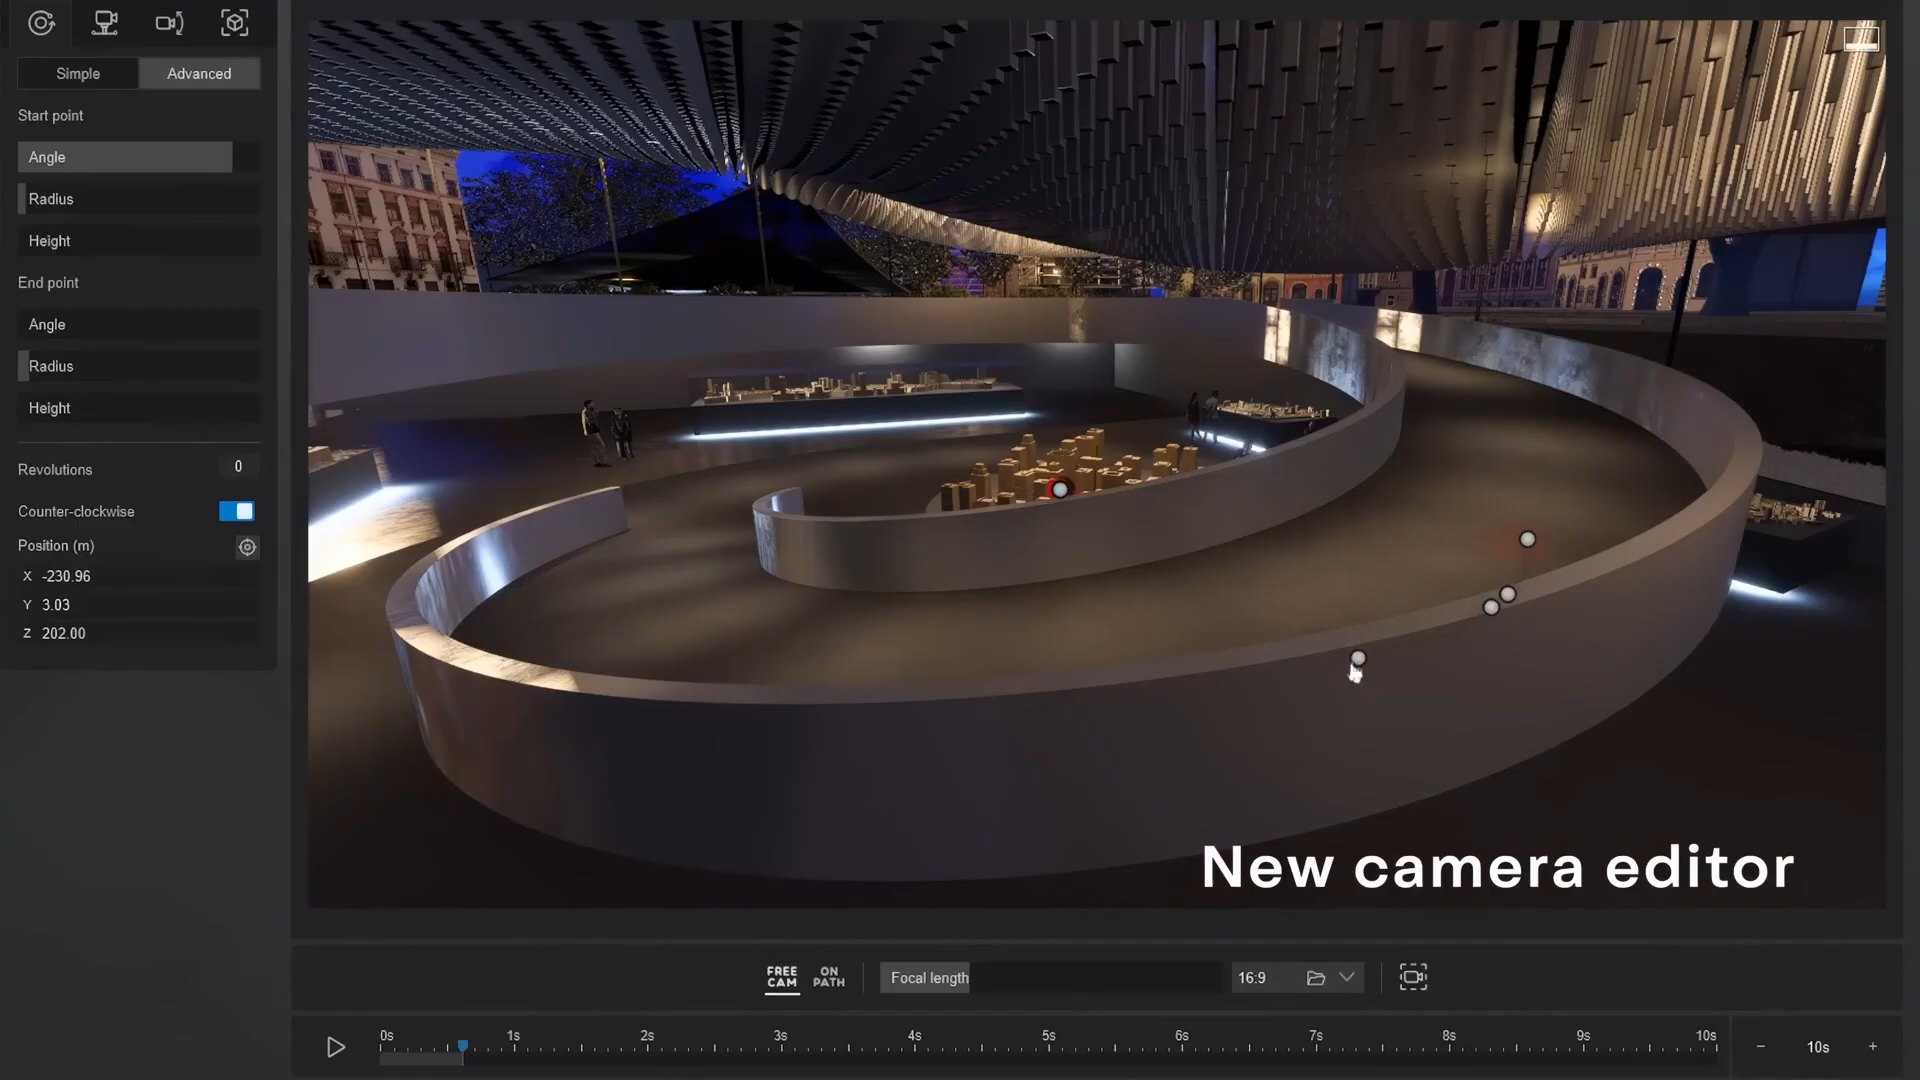 Simple
Advanced
Start point
Angle
Radius
Height
End point
Angle
Radius
Height
Revolutions
0
Counter-clockwise
Position (m)
X -230.96
Y 3.03
Z 202.00
New camera editor
FREE CAM
ON PATH
Focal length
16:9
0s 1s 2s 3s 4s 5s 6s 7s 8s 9s 10s
− 10s +